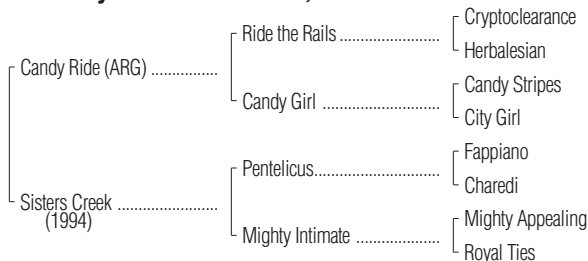 Cryptoclearance
Ride the Rails ......................
Herbalesian
Candy Ride (ARG) ................
Candy Stripes
Candy Girl ...........................
City Girl
Fappiano
Pentelicus............................
Charedi
Sisters Creek ........................
(1994)
Mighty Appealing
Mighty Intimate ....................
Royal Ties